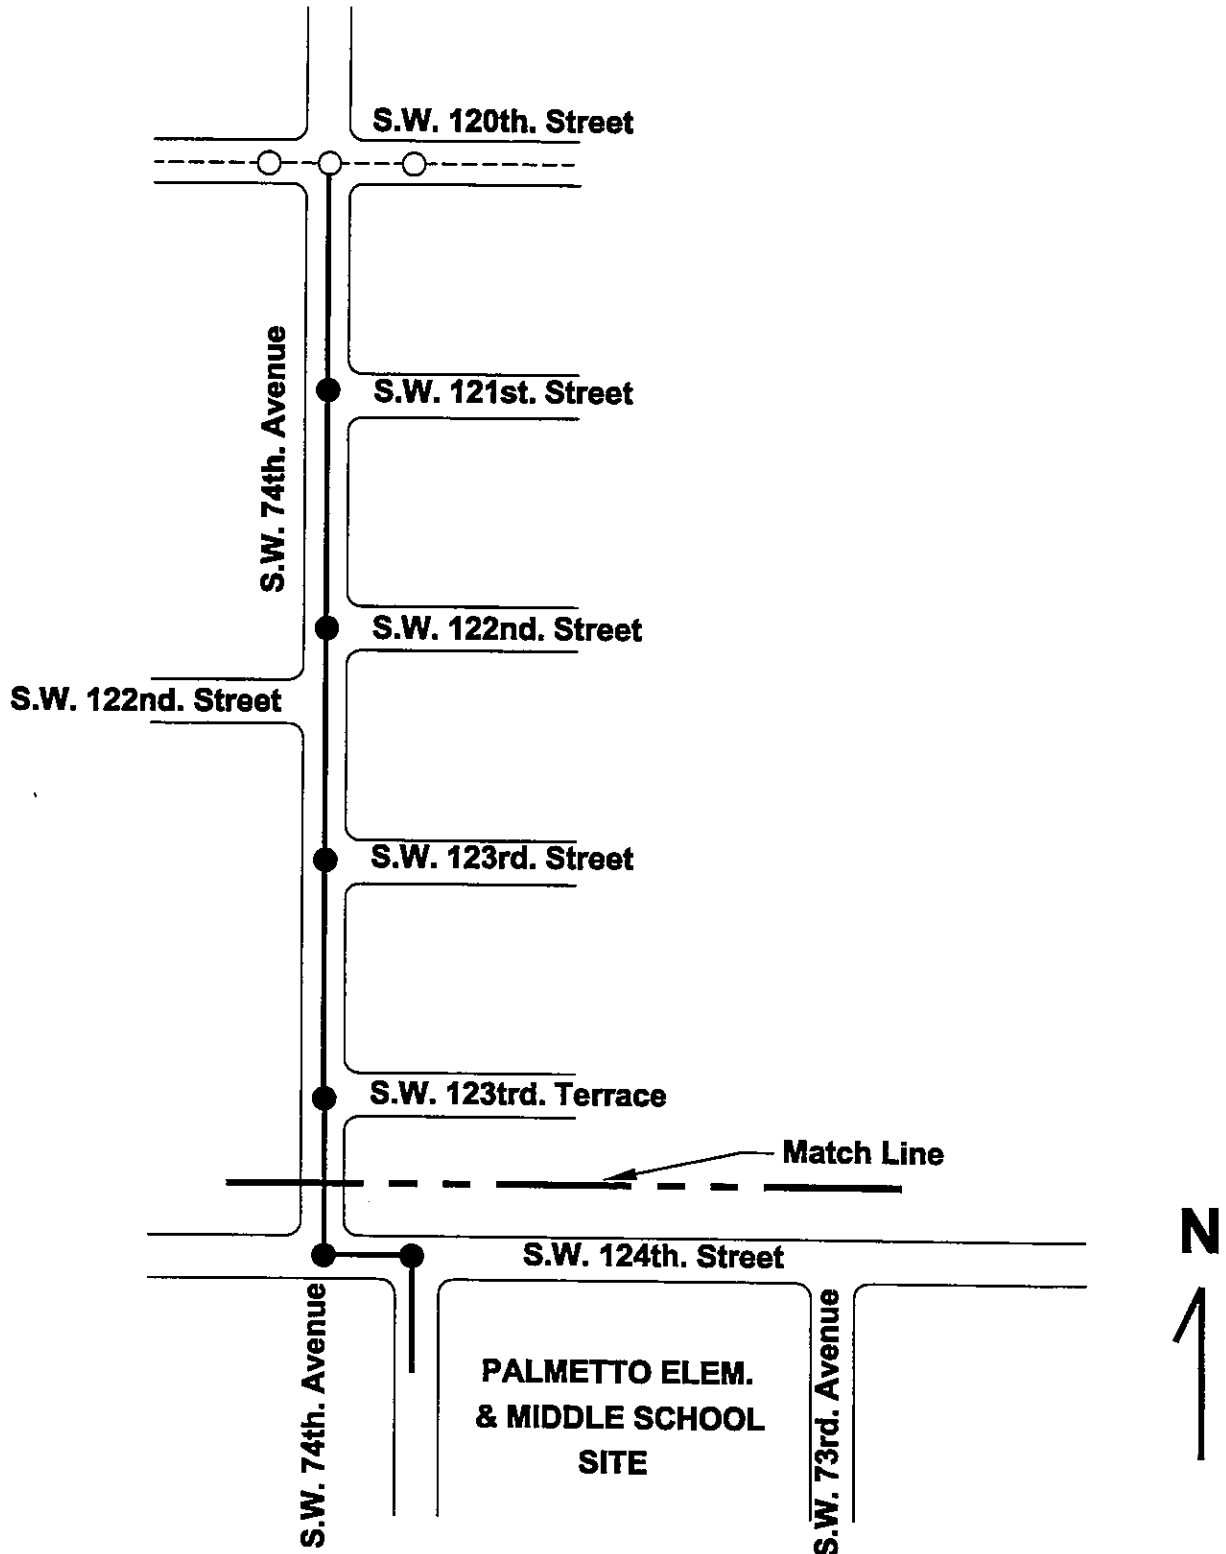 S.W. 120th. Street
S.W. 74th. Avenue
S.W. 121st. Street
S.W. 122nd. Street
S.W. 122nd. Street
S.W. 123rd. Street
S.W. 123trd. Terrace
Match Line
N
S.W. 124th. Street
S.W. 74th. Avenue
PALMETTO ELEM.
& MIDDLE SCHOOL
SITE
S.W. 73rd. Avenue